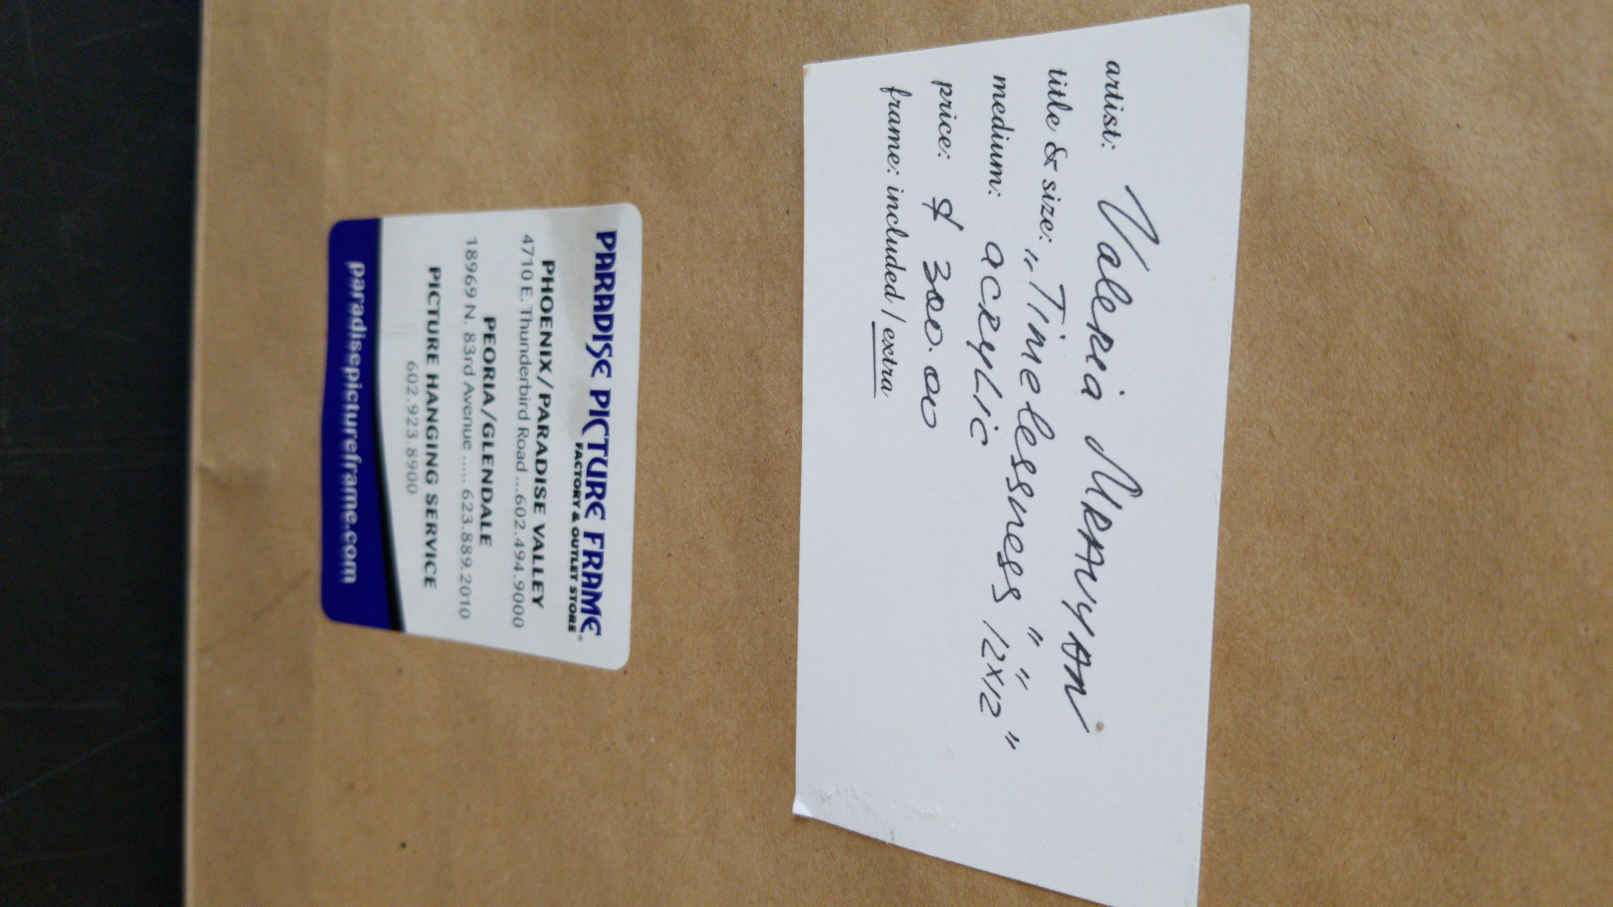 artist: Valeria Muravyan
title & size: "Timelessness" 12x12"
medium: acrylic
price: $ 300.00
frame: included / extra
PARADISE PICTURE FRAME
FACTORY & OUTLET STORE®
PHOENIX/PARADISE VALLEY
4710 E. Thunderbird Road ...602.494.9000
PEORIA/GLENDALE
18969 N. 83rd Avenue ..... 623.889.2010
PICTURE HANGING SERVICE
602.923.8900
paradisepictureframe.com